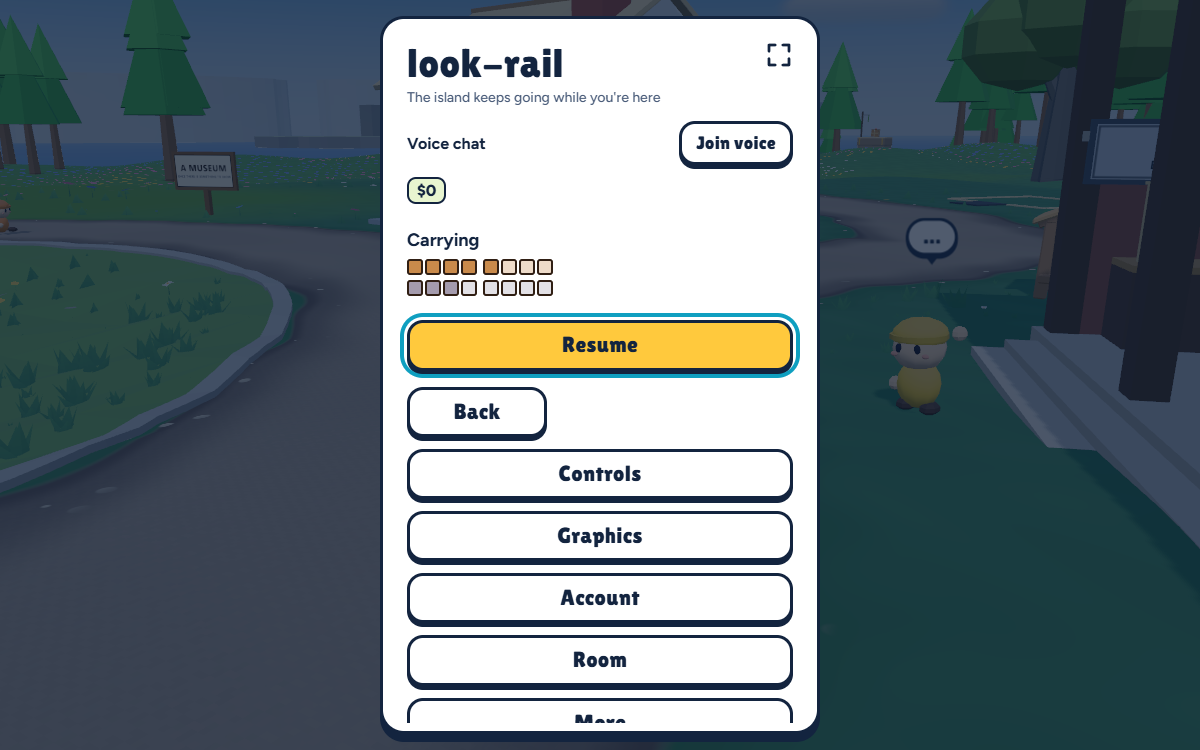 look–rail
The island keeps going while you're here
Voice chat
Join voice
$0
Carrying
Resume
Back
Controls
Graphics
Account
Room
More
A MUSEUM
...